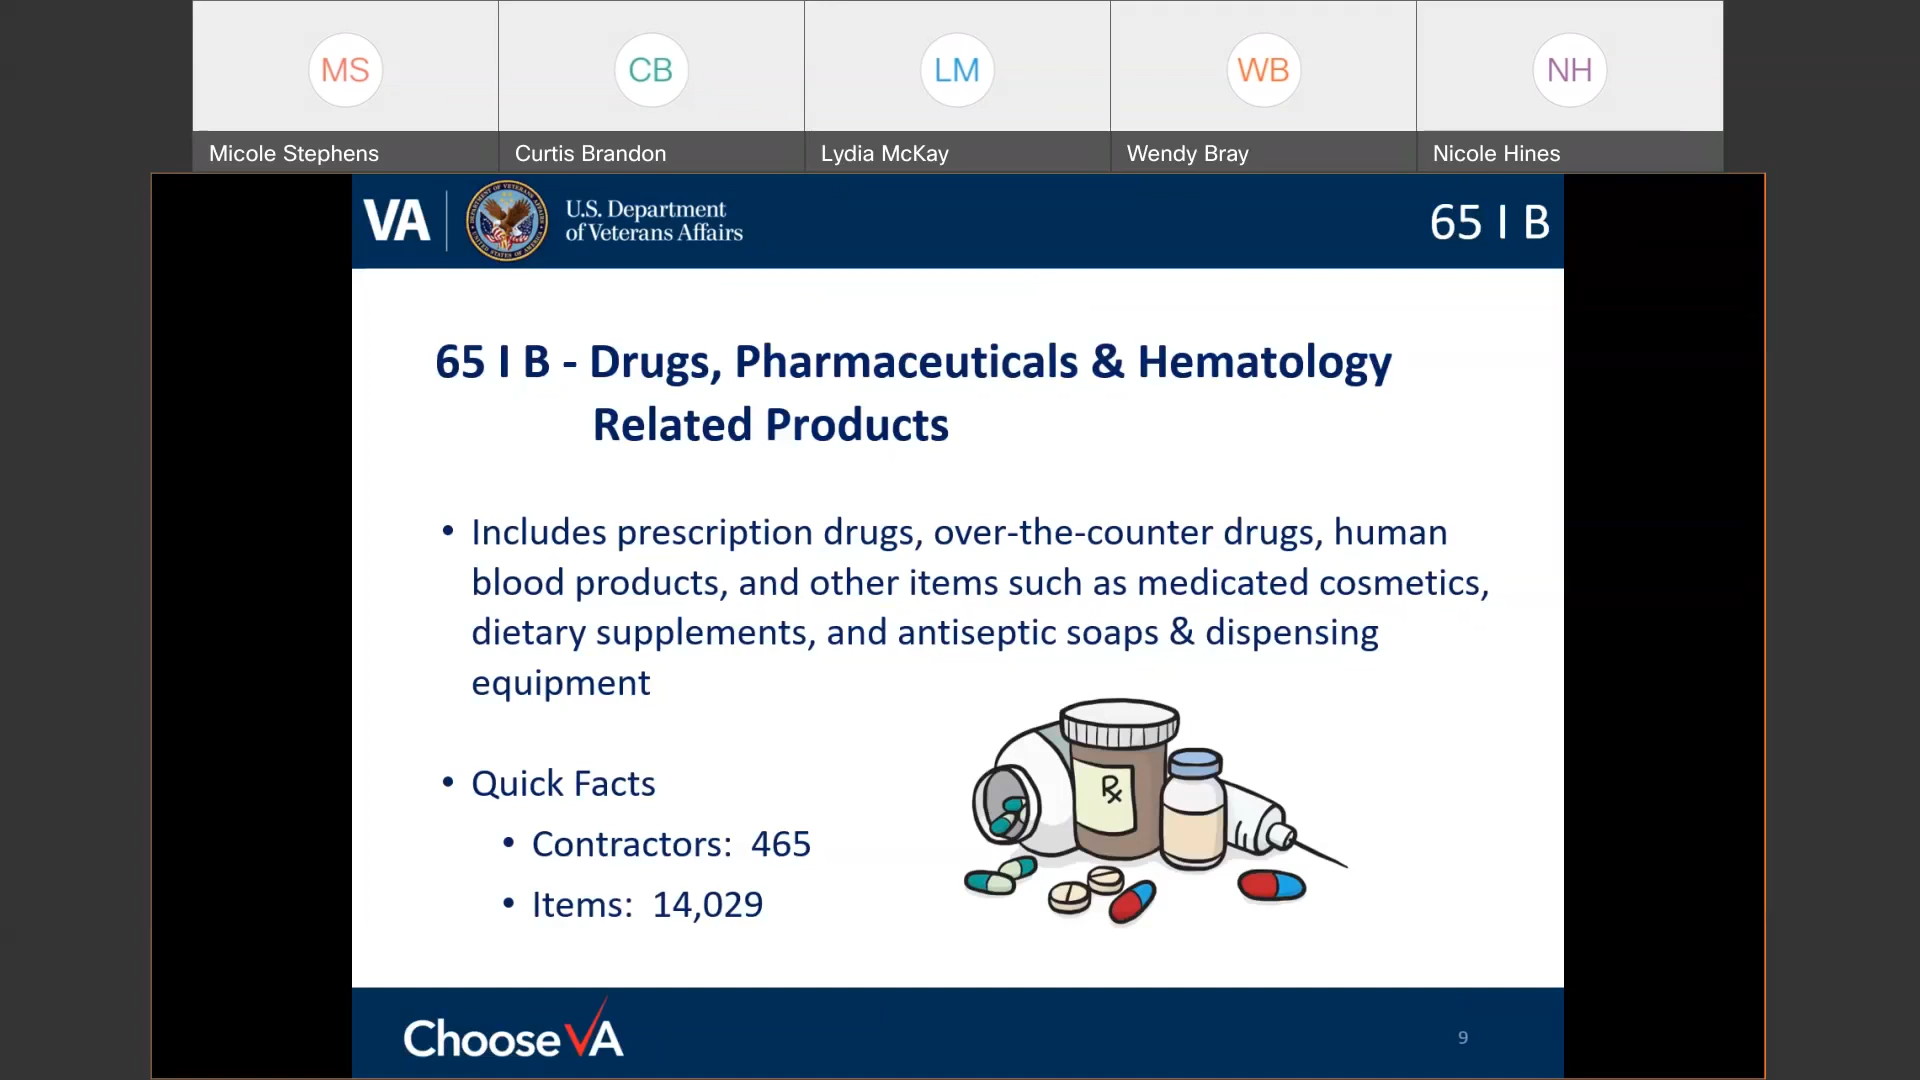 MS
CB
LM
WB
NH
Micole Stephens
Curtis Brandon
Lydia McKay
Wendy Bray
Nicole Hines
VA
U.S. Department
of Veterans Affairs
65 I B
65 I B - Drugs, Pharmaceuticals & Hematology
Related Products
• Includes prescription drugs, over-the-counter drugs, human
blood products, and other items such as medicated cosmetics,
dietary supplements, and antiseptic soaps & dispensing
equipment
• Quick Facts
• Contractors: 465
• Items: 14,029
Rx
Choose VA
9